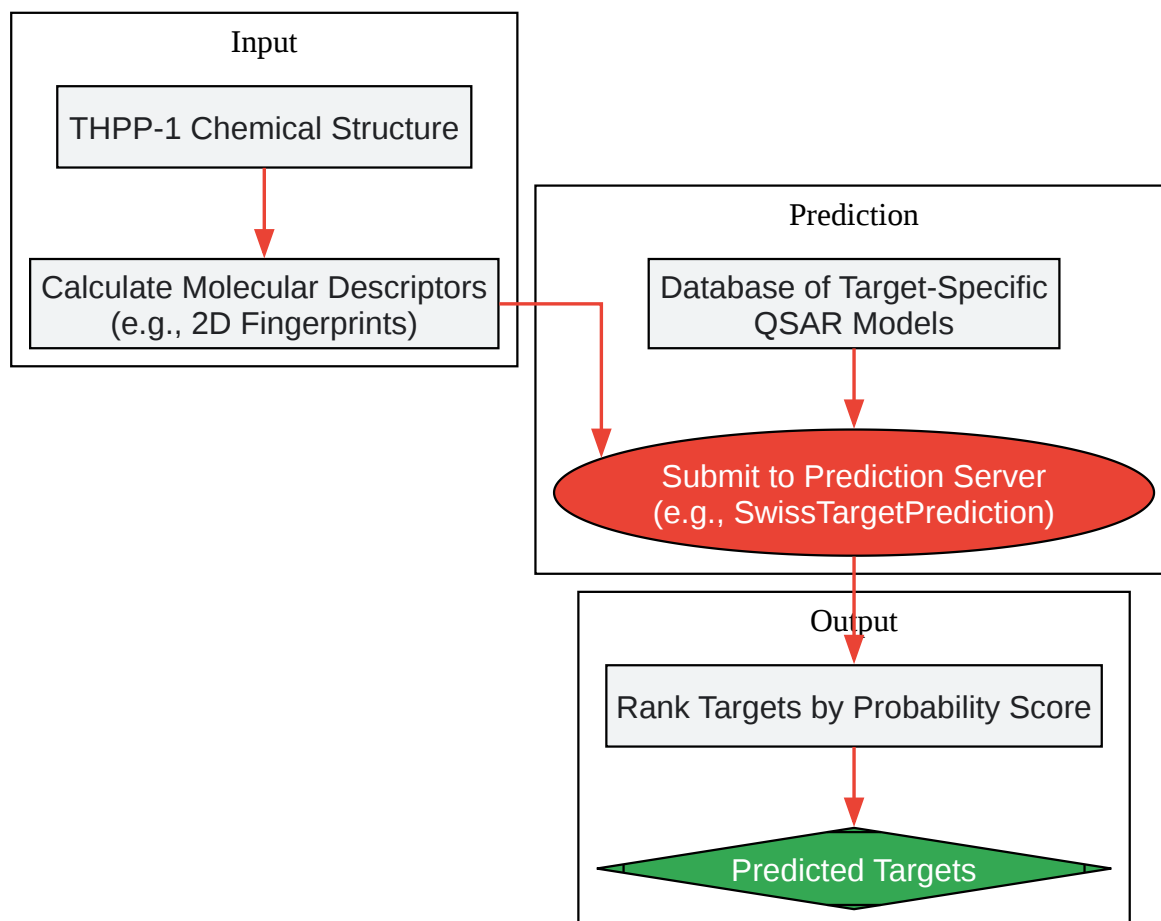 Input
THPP-1 Chemical Structure
Calculate Molecular Descriptors
(e.g., 2D Fingerprints)
Prediction
Database of Target-Specific
QSAR Models
Submit to Prediction Server
(e.g., SwissTargetPrediction)
Output
Rank Targets by Probability Score
Predicted Targets